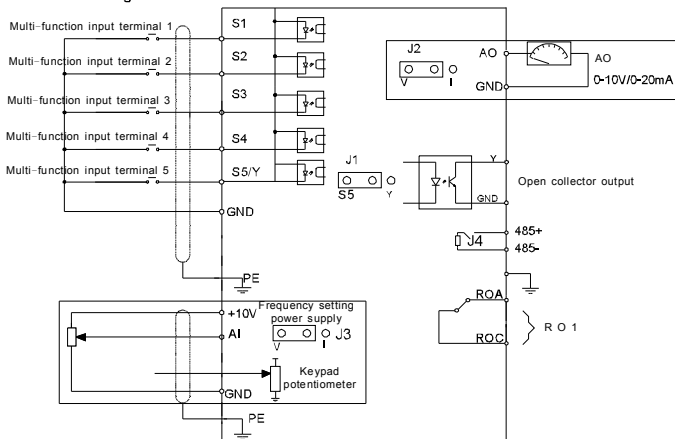 Multi-function input terminal 1
S1
Multi-function input terminal 2
S2
Multi-function input terminal 3
S3
Multi-function input terminal 4
S4
Multi-function input terminal 5
S5/Y
GND
PE
J1
S5
Y
J2
V
I
AO
GND
AO
0-10V/0-20mA
Y
GND
Open collector output
485+
J4
485-
ROA
ROC
RO1
+10V
Frequency setting
power supply
AI
V
I
J3
Keypad
potentiometer
GND
PE